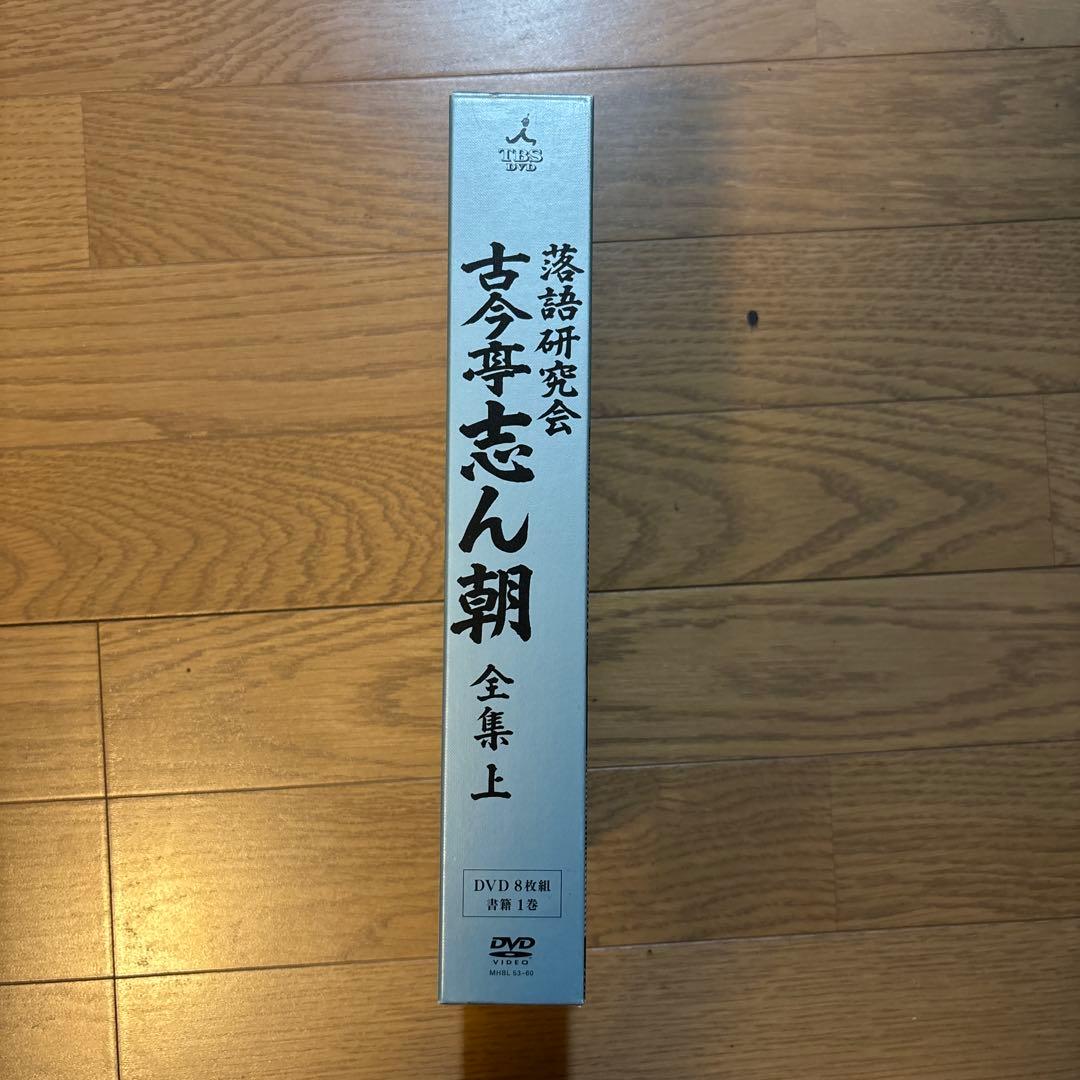 TBS
DVD
落語研究会
古今亭志ん朝 全集 上
DVD 8枚組
書籍 1巻
DVD
VIDEO
MHBL 53-60